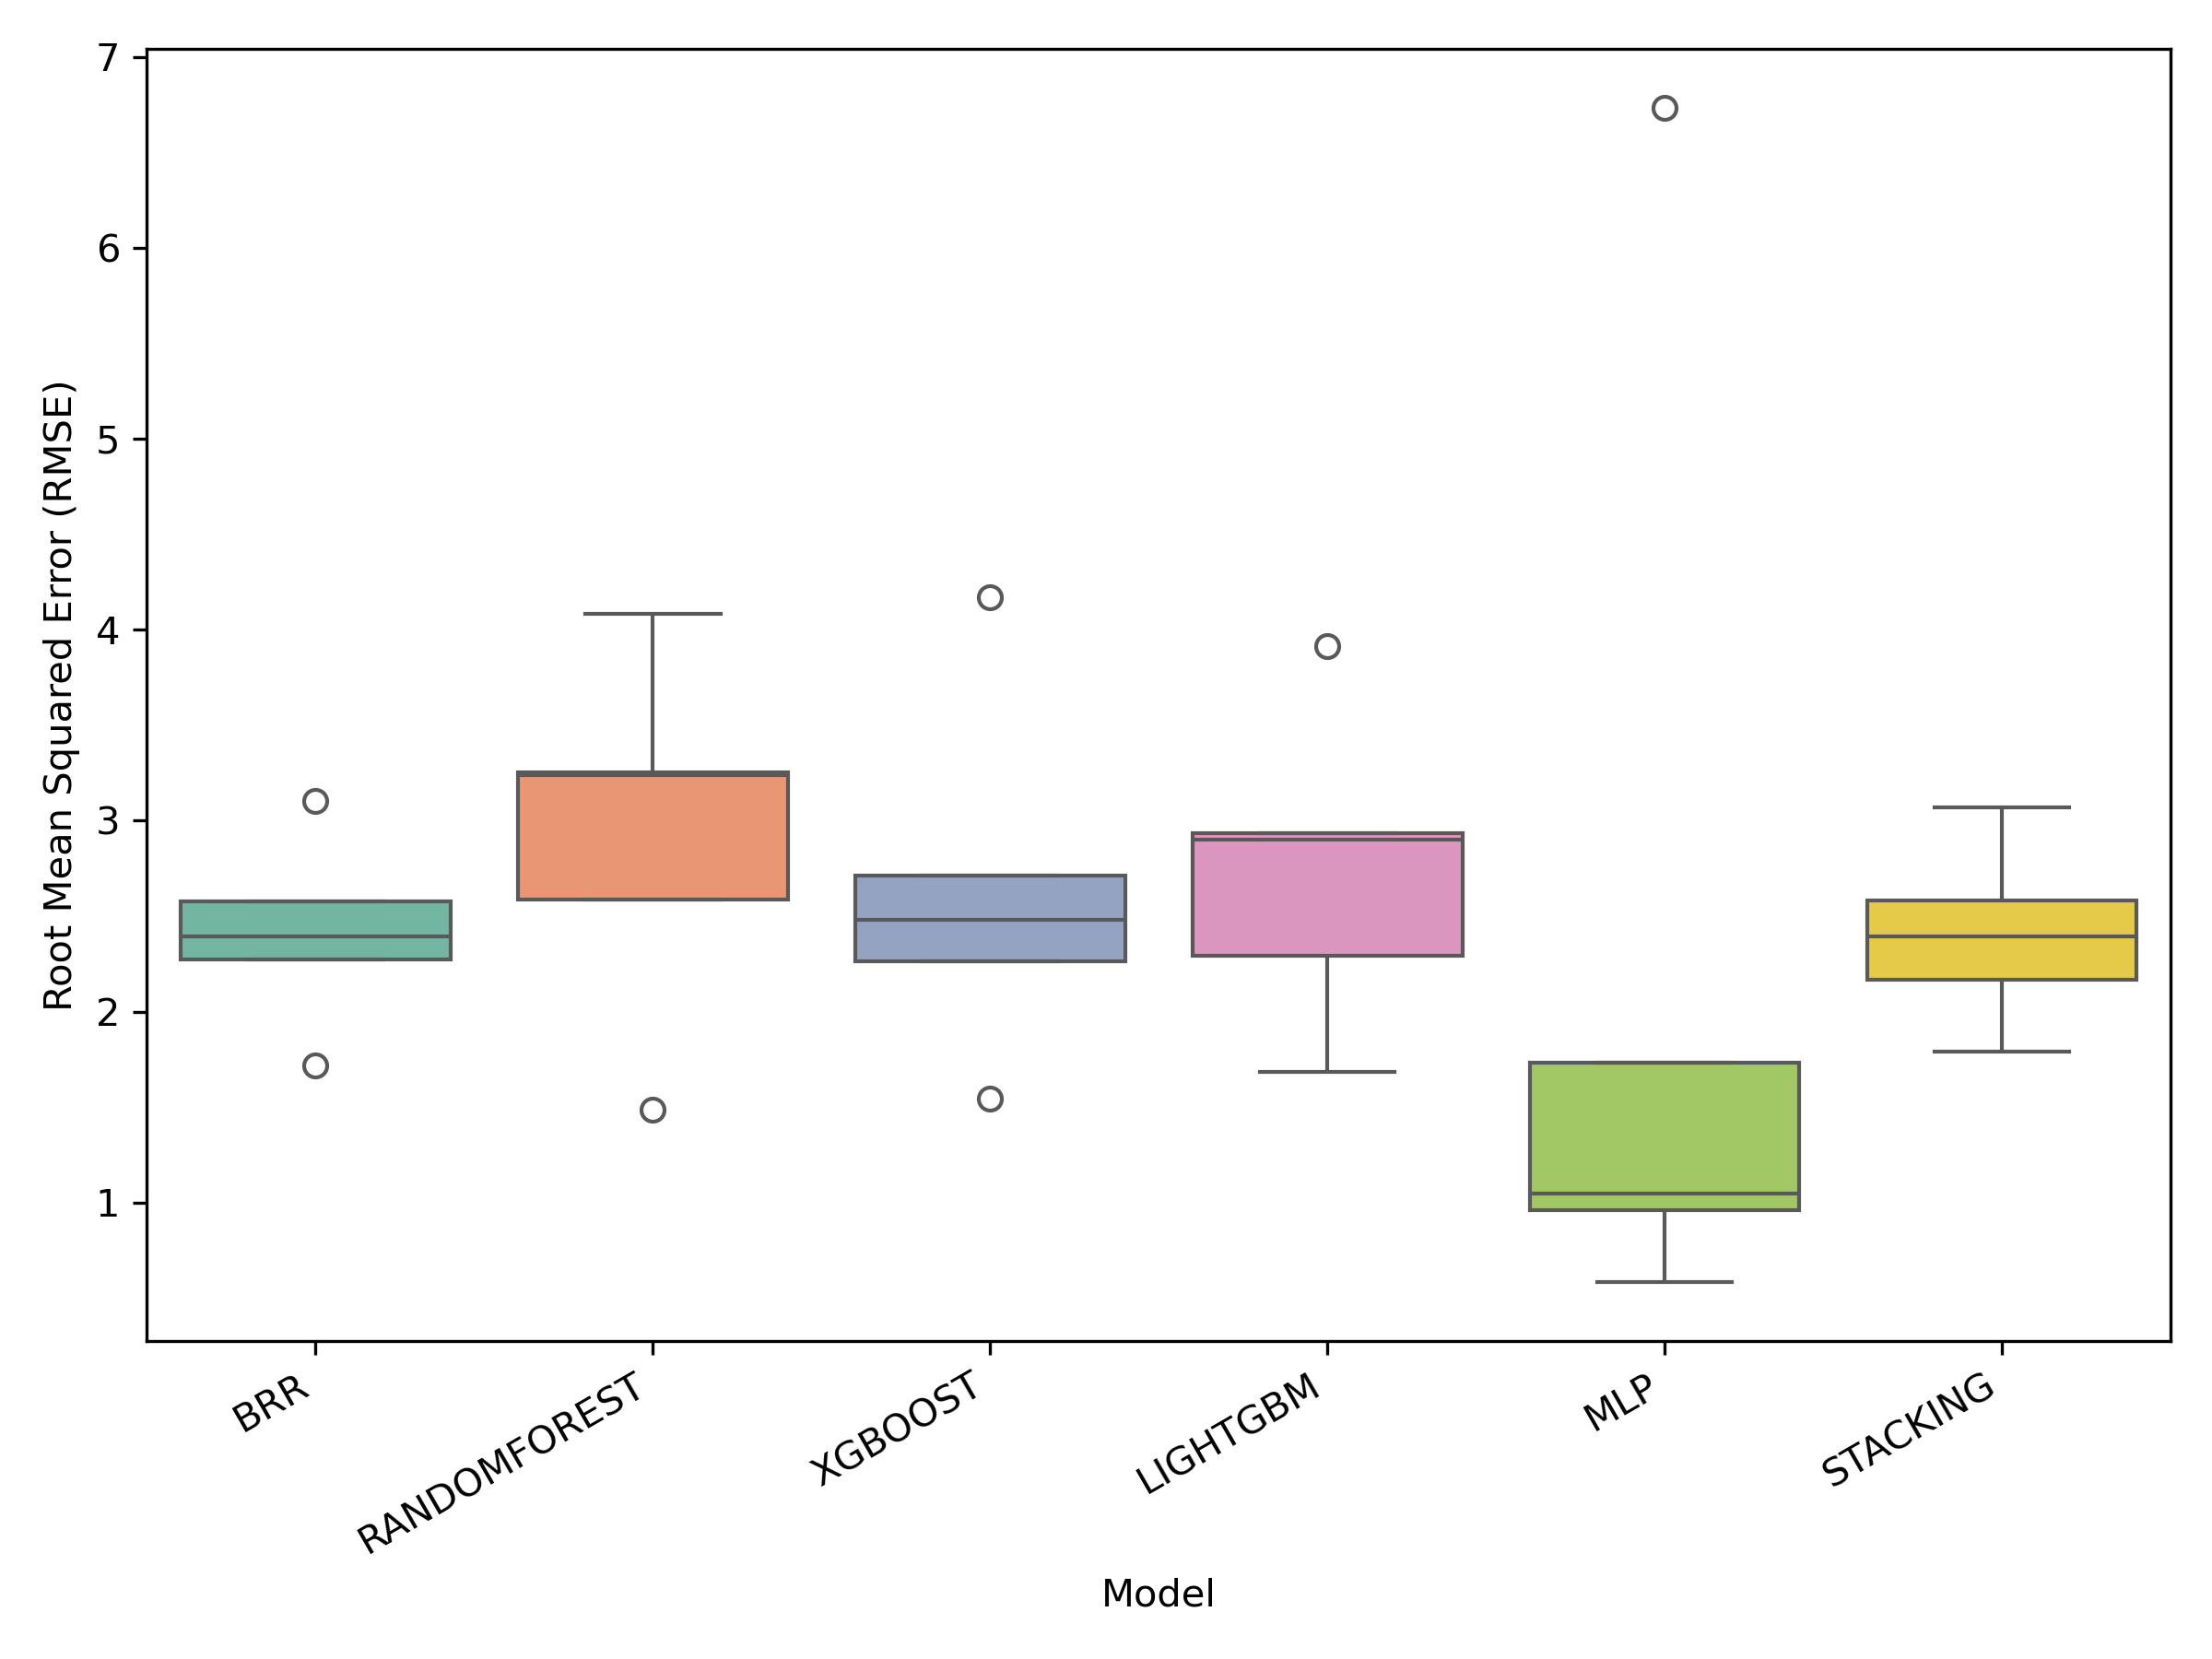 Root Mean Squared Error (RMSE)
7
6
5
4
3
2
1
BRR
RANDOMFOREST
XGBOOST
LIGHTGBM
MLP
STACKING
Model